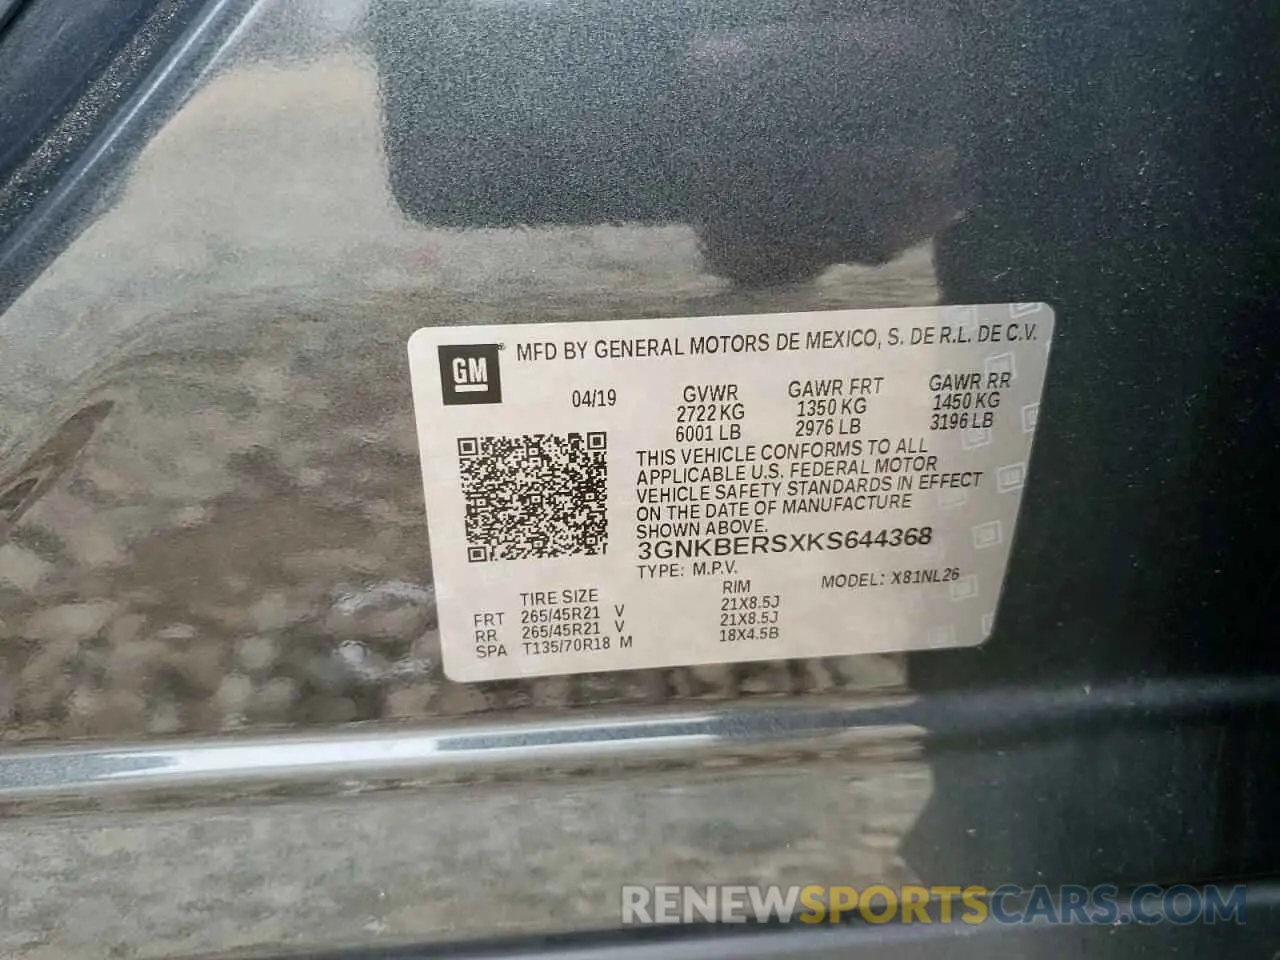 GM® MFD BY GENERAL MOTORS DE MEXICO, S. DE R.L. DE C.V.
04/19 GVWR GAWR FRT GAWR RR
2722 KG 1350 KG 1450 KG
6001 LB 2976 LB 3196 LB
THIS VEHICLE CONFORMS TO ALL
APPLICABLE U.S. FEDERAL MOTOR
VEHICLE SAFETY STANDARDS IN EFFECT
ON THE DATE OF MANUFACTURE
SHOWN ABOVE.
3GNKBERSXKS644368
TYPE: M.P.V. MODEL: X81NL26
TIRE SIZE RIM
FRT 265/45R21 V 21X8.5J
RR 265/45R21 V 21X8.5J
SPA T135/70R18 M 18X4.5B
RENEWSPORTSCARS.COM